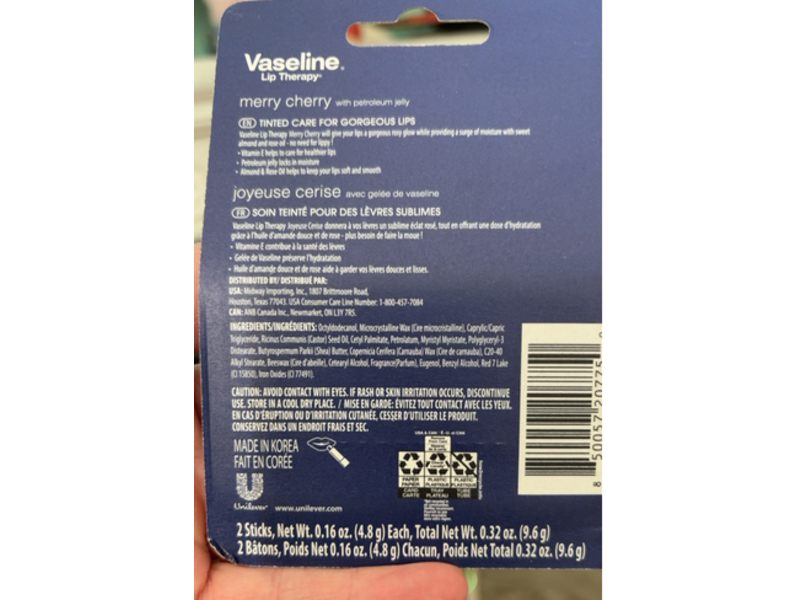 Vaseline.
Lip Therapy®
merry cherry with petroleum jelly
EN TINTED CARE FOR GORGEOUS LIPS
Vaseline Lip Therapy Merry Cherry will give your lips a gorgeous rosy glow while providing a surge of moisture with sweet
almond and rose oil - no need for lippy !
• Vitamin E helps to care for healthier lips
• Petroleum jelly locks in moisture
• Almond & Rose Oil helps to keep your lips soft and smooth
joyeuse cerise avec gelée de vaseline
FR SOIN TEINTÉ POUR DES LÈVRES SUBLIMES
Vaseline Lip Therapy Joyeuse Cerise donnera à vos lèvres un sublime éclat rosé, tout en offrant une dose d'hydratation
grâce à l'huile d'amande douce et de rose - plus besoin de faire la moue !
• Vitamine E contribue à la santé des lèvres
• Gelée de Vaseline préserve l'hydratation
• Huile d'amande douce et de rose aide à garder vos lèvres douces et lisses.
DISTRIBUTED BY/ DISTRIBUÉ PAR:
USA: Midway Importing, Inc., 1807 Brittmoore Road,
Houston, Texas 77043. USA Consumer Care Line Number: 1-800-457-7084
CAN: ANB Canada Inc., Newmarket, ON L3Y 7R5.
INGREDIENTS/INGRÉDIENTS: Octyldodecanol, Microcrystalline Wax (Cire microcristalline), Caprylic/Capric
Triglyceride, Ricinus Communis (Castor) Seed Oil, Cetyl Palmitate, Petrolatum, Myristyl Myristate, Polyglyceryl-3
Distearate, Butyrospermum Parkii (Shea) Butter, Copernicia Cerifera (Carnauba) Wax (Cire de carnauba), C20-40
Alkyl Stearate, Beeswax (Cire d'abeille), Cetearyl Alcohol, Fragrance(Parfum), Eugenol, Benzyl Alcohol, Red 7 Lake
(CI 15850), Iron Oxides (CI 77491).
CAUTION: AVOID CONTACT WITH EYES. IF RASH OR SKIN IRRITATION OCCURS, DISCONTINUE
USE. STORE IN A COOL DRY PLACE. / MISE EN GARDE: ÉVITEZ TOUT CONTACT AVEC LES YEUX.
EN CAS D'ÉRUPTION OU D'IRRITATION CUTANÉE, CESSER D'UTILISER LE PRODUIT.
CONSERVEZ DANS UN ENDROIT FRAIS ET SEC.
MADE IN KOREA
FAIT EN CORÉE
PAPER PLASTIC PLASTIC
PAPIER PLASTIQUE PLASTIQUE
CARD TRAY TUBE
CARTE PLATEAU TUBE
Unilever www.unilever.com
8 50057 20775
2 Sticks, Net Wt. 0.16 oz. (4.8 g) Each, Total Net Wt. 0.32 oz. (9.6 g)
2 Bâtons, Poids Net 0.16 oz. (4.8 g) Chacun, Poids Net Total 0.32 oz. (9.6 g)